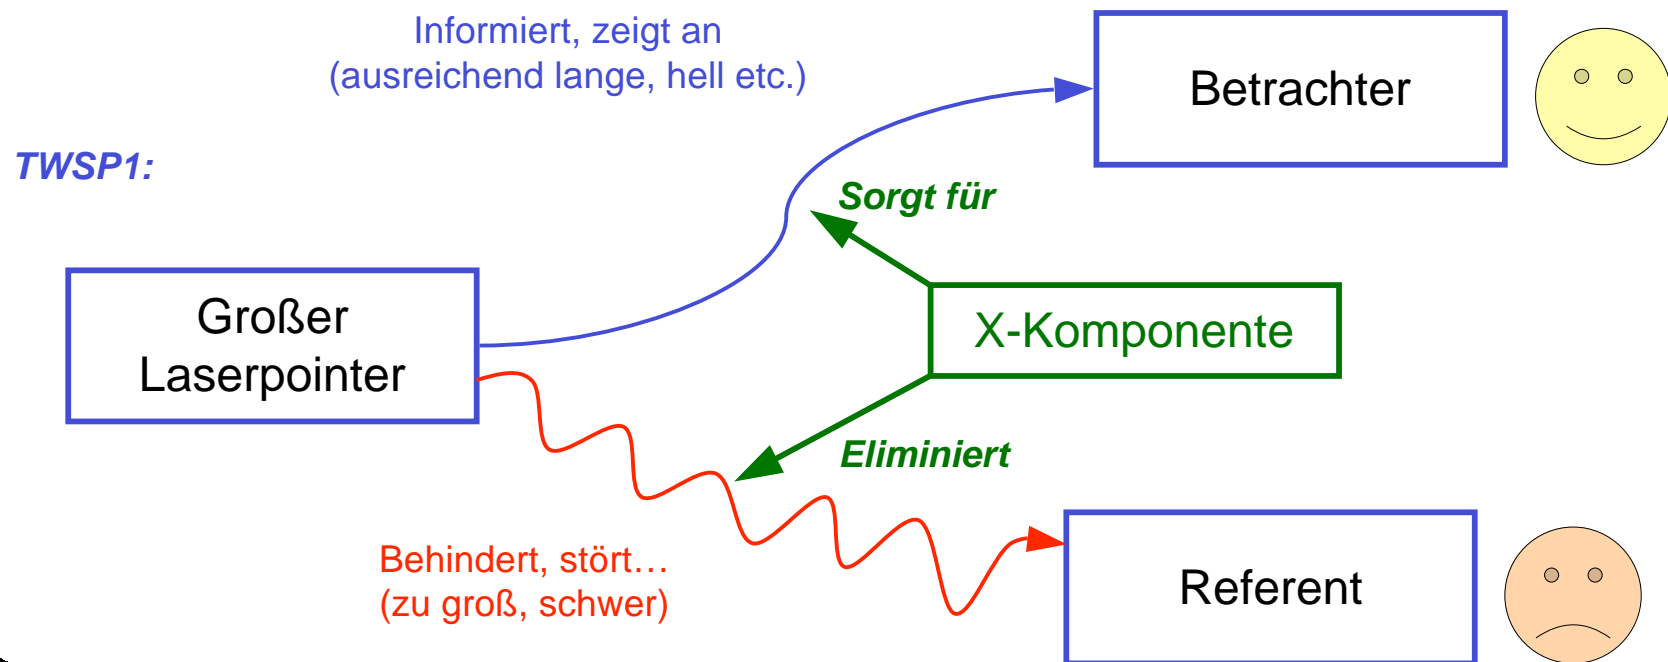 Informiert, zeigt an
(ausreichend lange, hell etc.)
Betrachter
TWSP1:
Sorgt für
Großer
Laserpointer
X-Komponente
Eliminiert
Behindert, stört…
(zu groß, schwer)
Referent